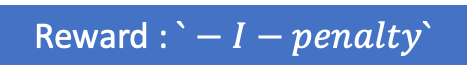 Reward : ` − I − penalty`